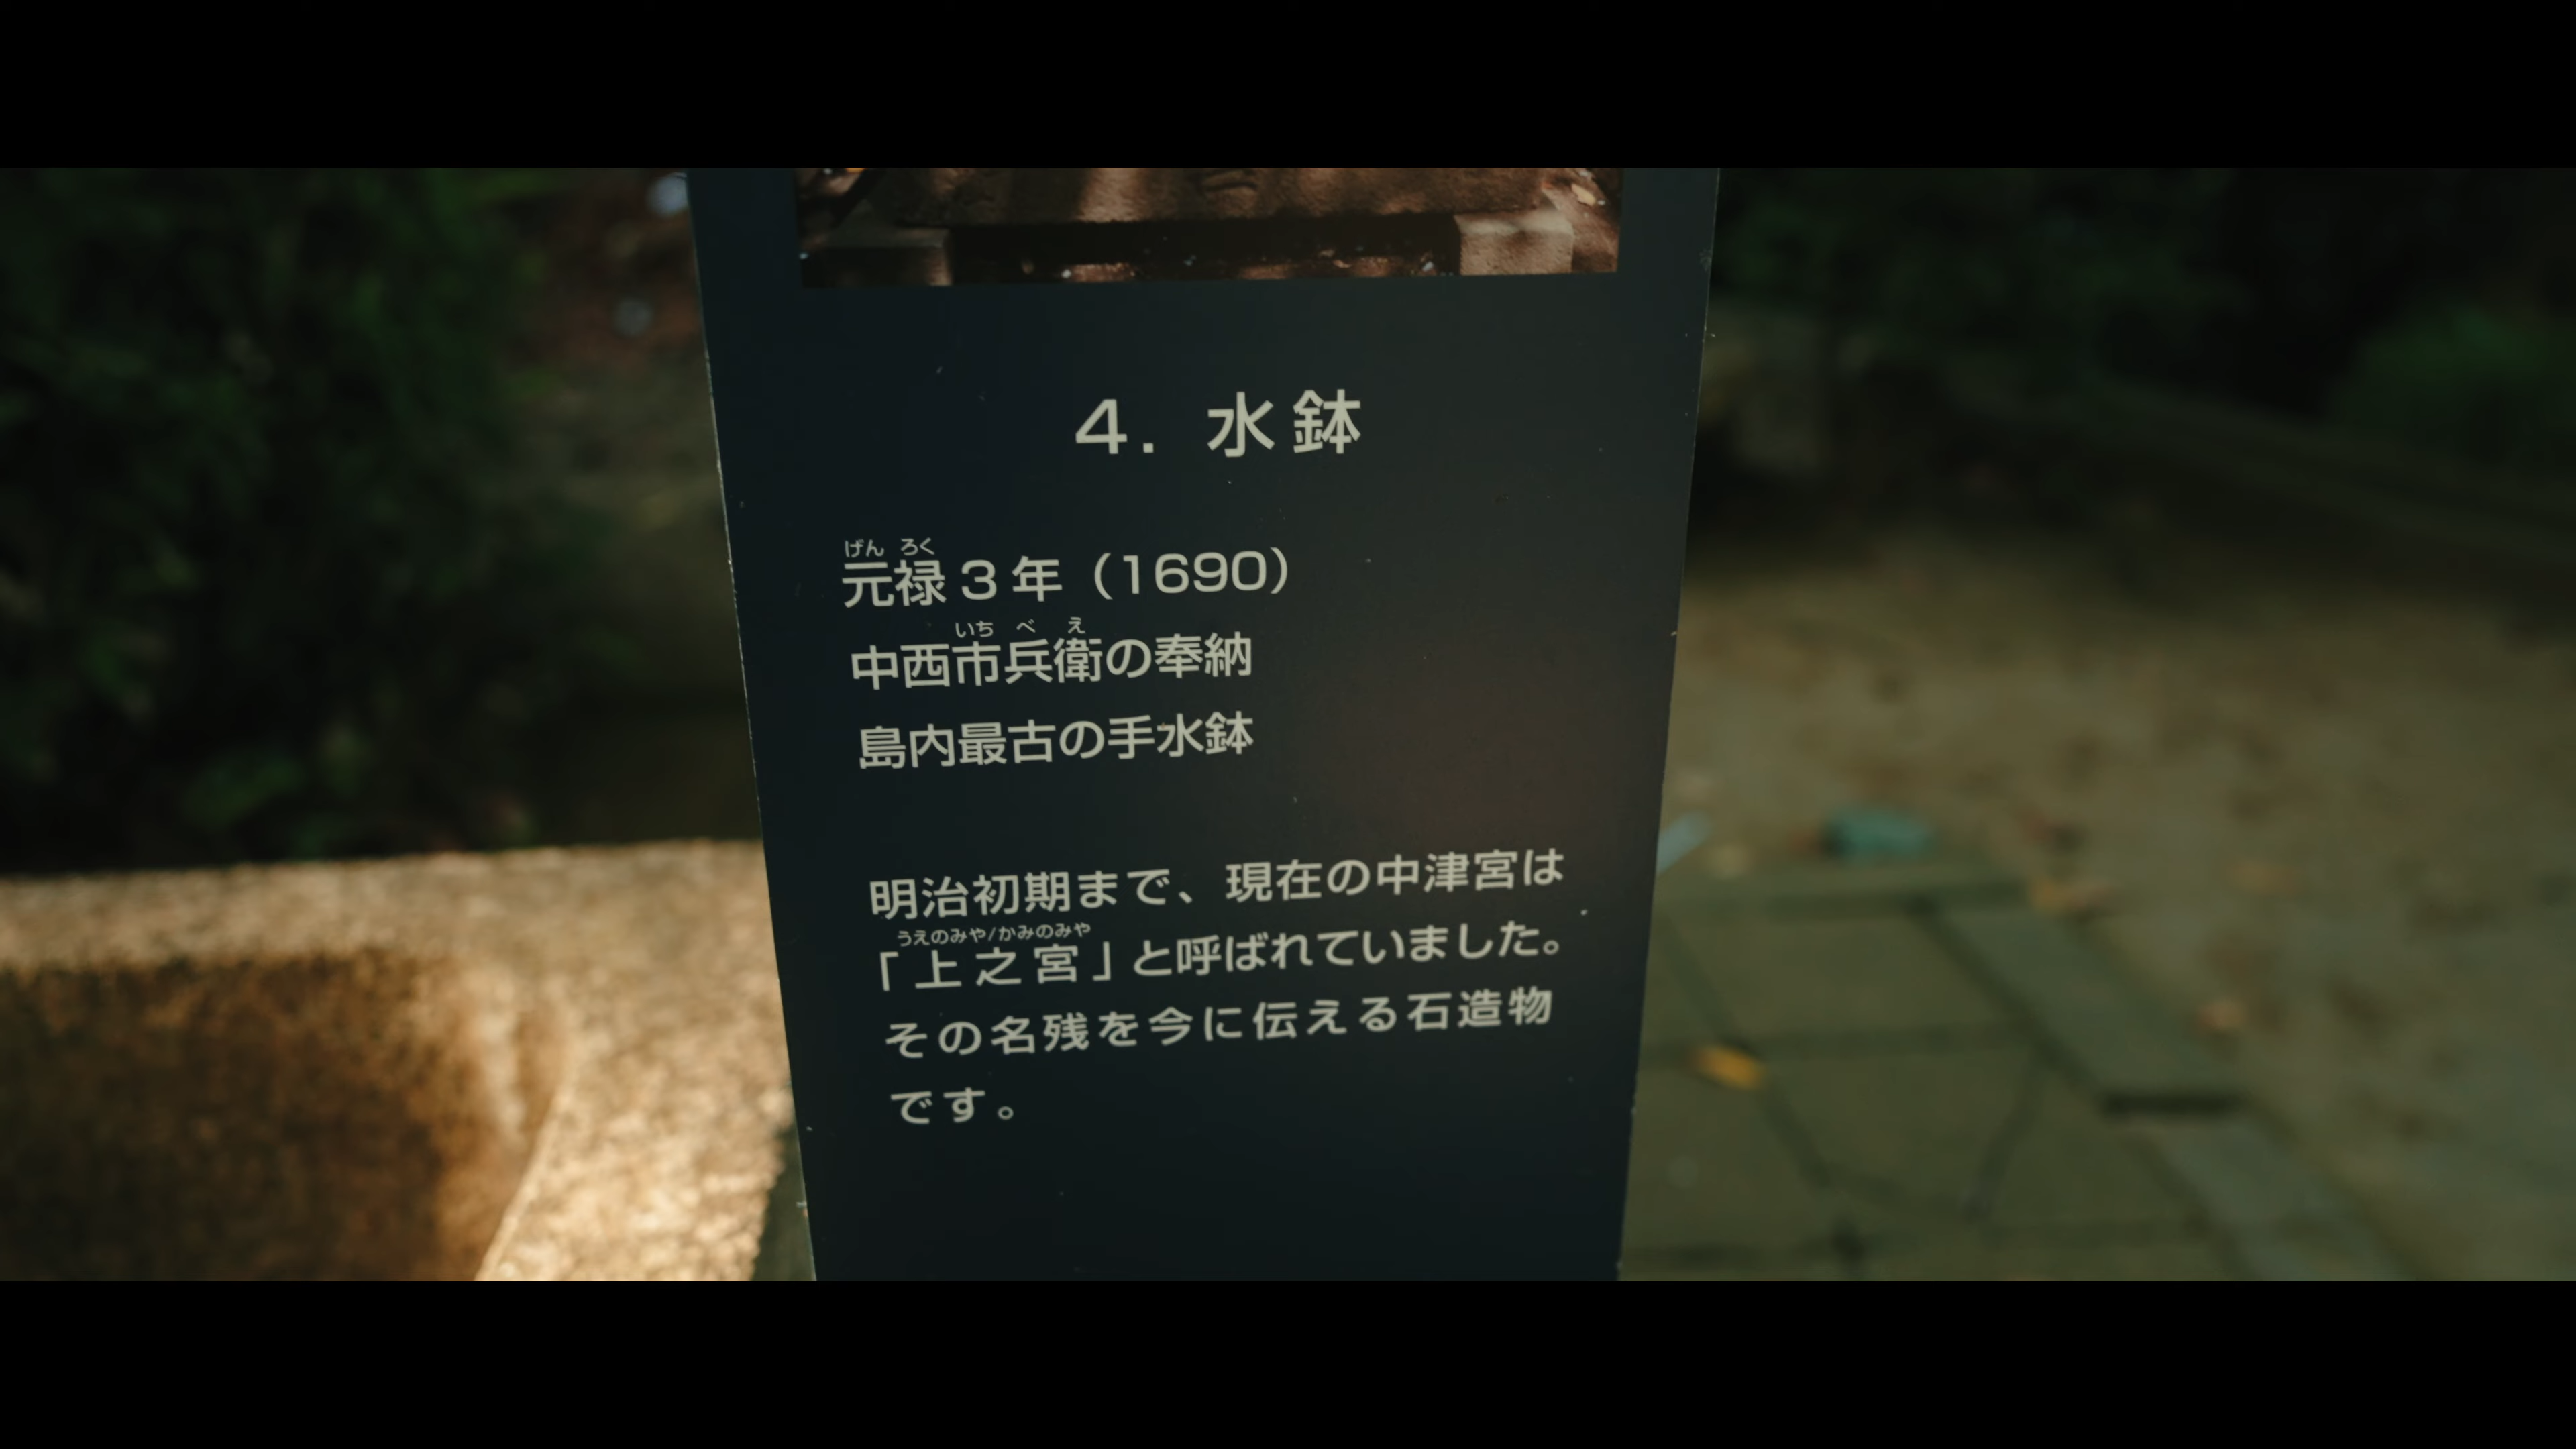 4. 水鉢
げん ろく
元禄3年（1690）
いち べ え
中西市兵衛の奉納
島内最古の手水鉢
明治初期まで、現在の中津宮は
うえのみや/かみのみや
「上之宮」と呼ばれていました。
その名残を今に伝える石造物
です。